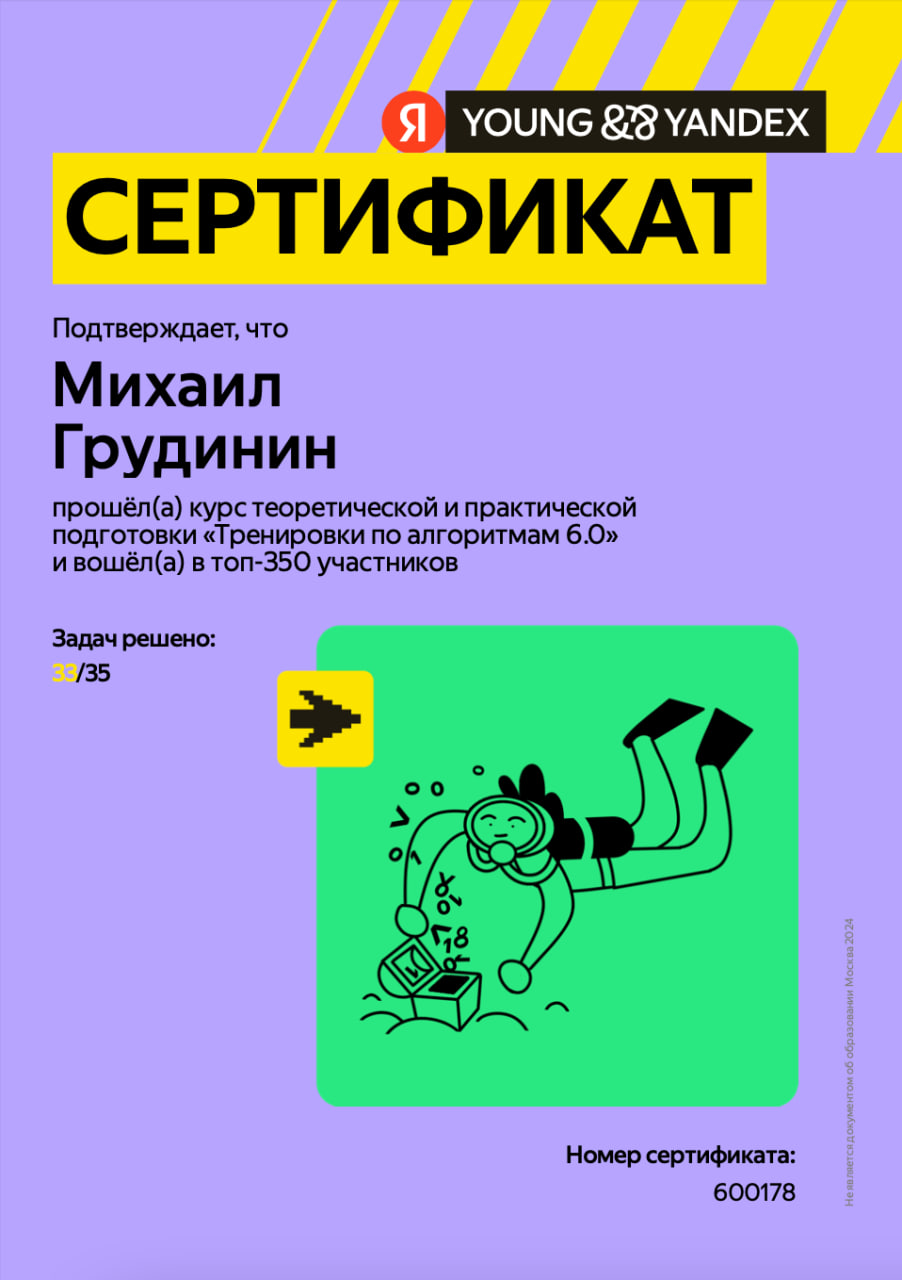 Я YOUNG & YANDEX
СЕРТИФИКАТ
Подтверждает, что
Михаил
Грудинин
прошёл(а) курс теоретической и практической
подготовки «Тренировки по алгоритмам 6.0»
и вошёл(а) в топ-350 участников
Задач решено:
33/35
Номер сертификата:
600178
Не является документом об образовании Москва 2024